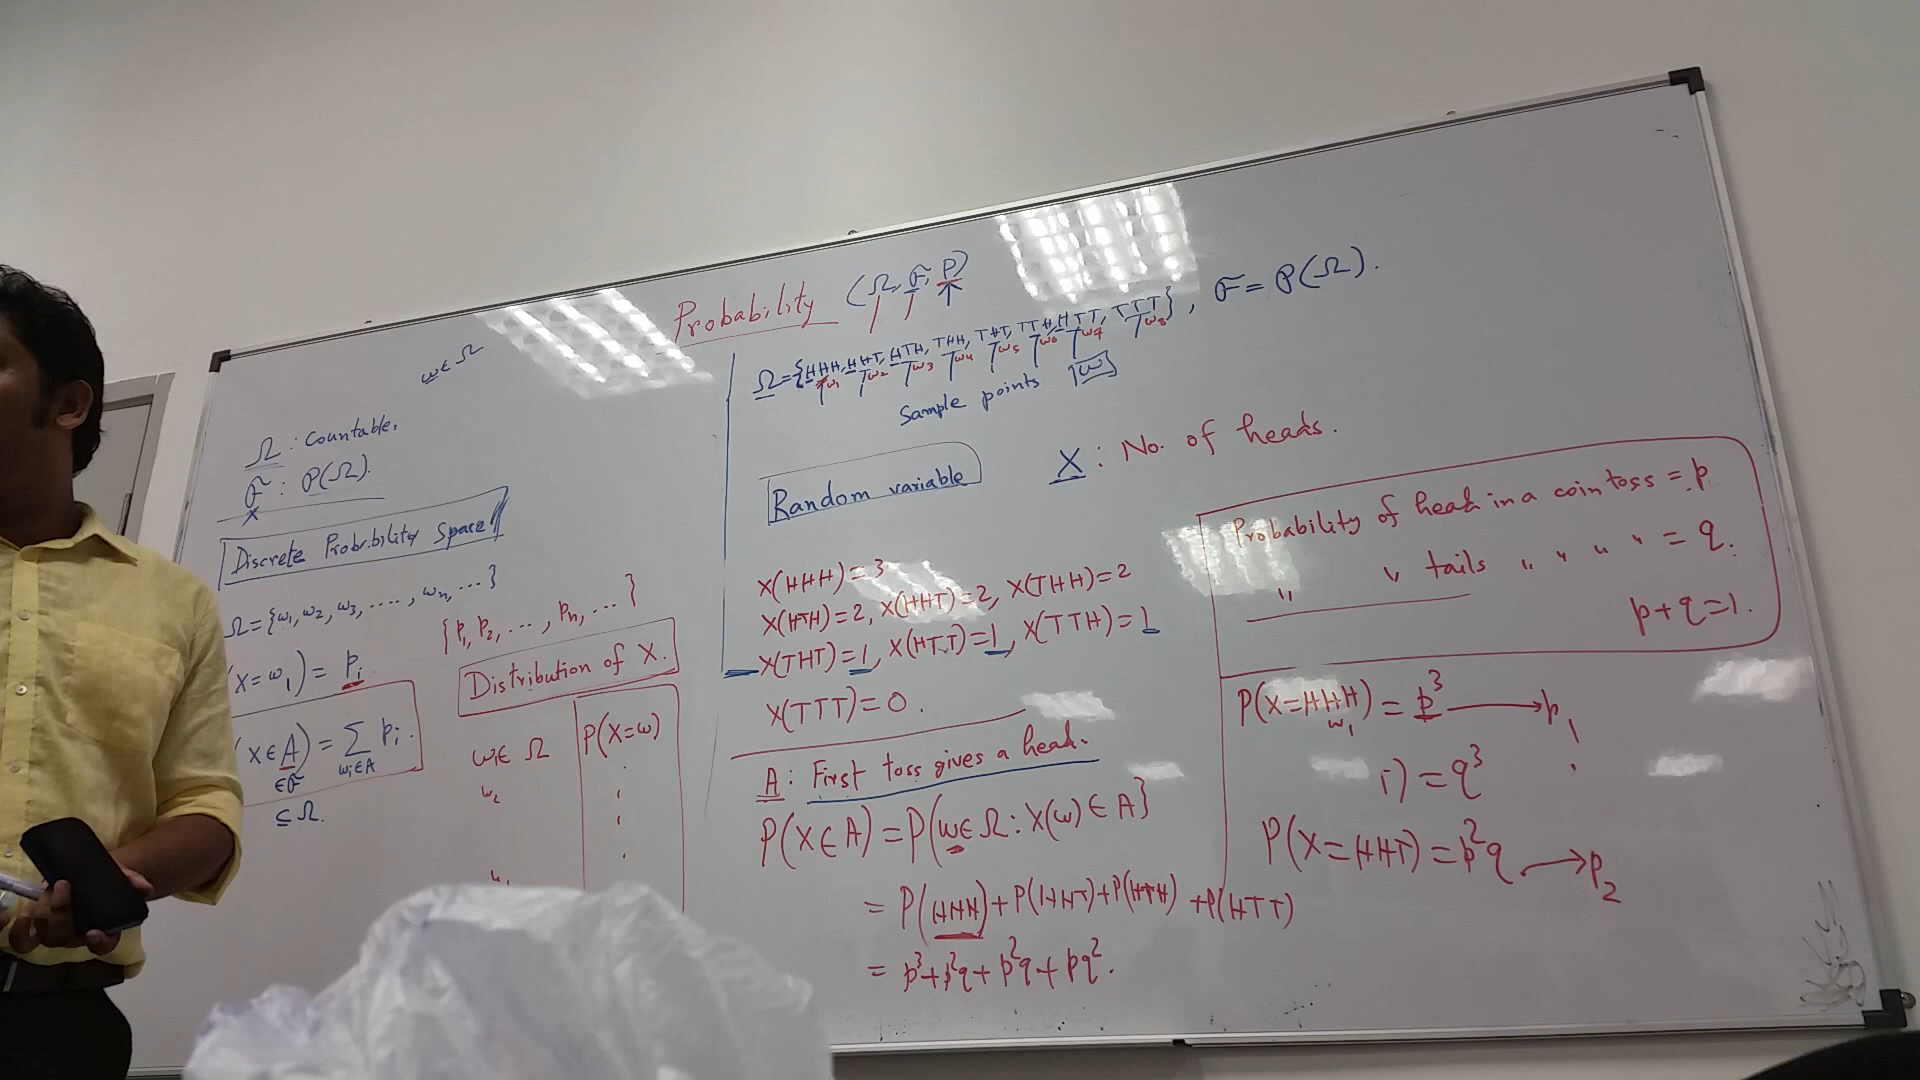 Probability (Ω, F, P)
ω ∈ Ω
Ω : Countable.
F : P(Ω).
x
Discrete Probability Space
Ω={ω₁, ω₂, ω₃, ...., ωₙ, ...}
(X=ω₁) = pᵢ.
(X∈A) = ∑ pᵢ.
∈F ωᵢ∈A
⊆Ω.
{p₁, p₂, ..., pₙ, ...}
Distribution of X.
ω∈Ω P(X=ω)
ω₂
Ω={HHH, HHT, HTH, THH, THT, TTH, HTT, TTT}, F=P(Ω).
ω₁ ω₂ ω₃ ω₄ ω₅ ω₆ ω₇ ω₈
Sample points ω
Random variable X : No. of heads.
X(HHH)=3
X(HTH)=2, X(HHT)=2, X(THH)=2
X(THT)=1, X(HTT)=1, X(TTH)=1
X(TTT)=0.
A: First toss gives a head.
P(X∈A)=P{ω∈Ω: X(ω)∈A}
= P(HHH)+P(HHT)+P(HTH)+P(HTT)
= p³+p²q+p²q+pq².
Probability of head in a coin toss = p
" " tails " " " " = q.
p+q=1.
P(X=HHH) = p³ → p₁
ω₁
) = q³
P(X=HHT)=p²q → p₂